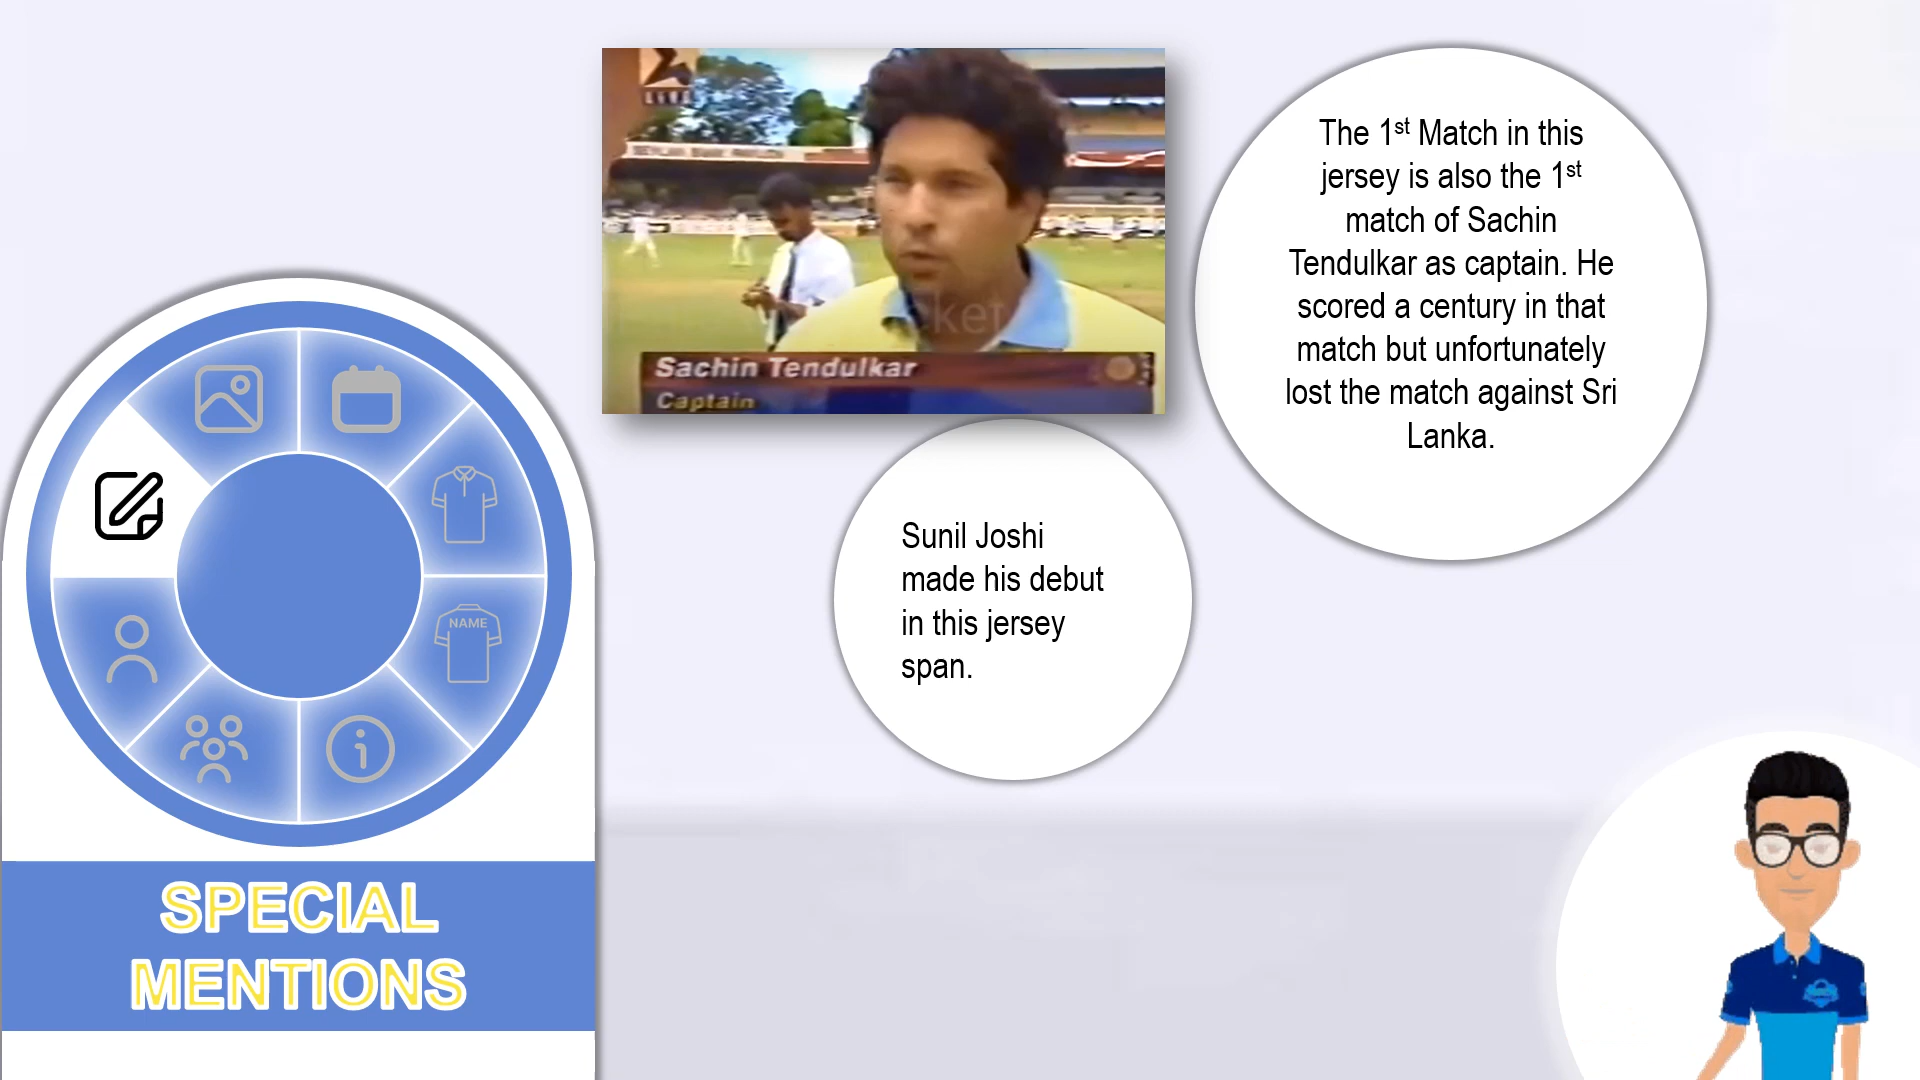 LIVE
Sachin Tendulkar
Captain
The 1st Match in this
jersey is also the 1st
match of Sachin
Tendulkar as captain. He
scored a century in that
match but unfortunately
lost the match against Sri
Lanka.
Sunil Joshi
made his debut
in this jersey
span.
NAME
SPECIAL
MENTIONS